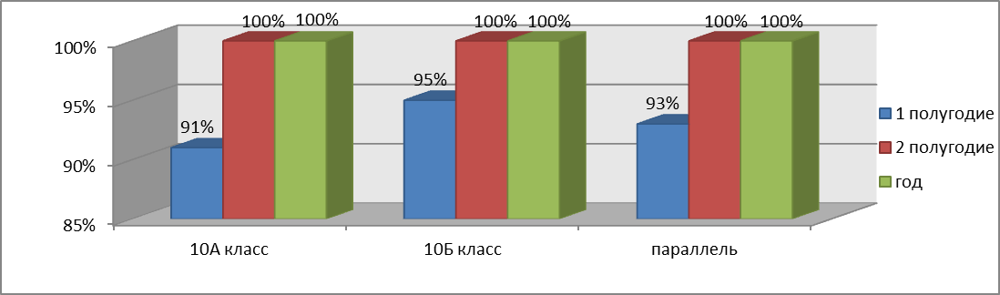 100% 100% 100% 100% 100% 100%
100%
95%
93%
95%
91%
90%
85%
10А класс 10Б класс параллель
1 полугодие
2 полугодие
год